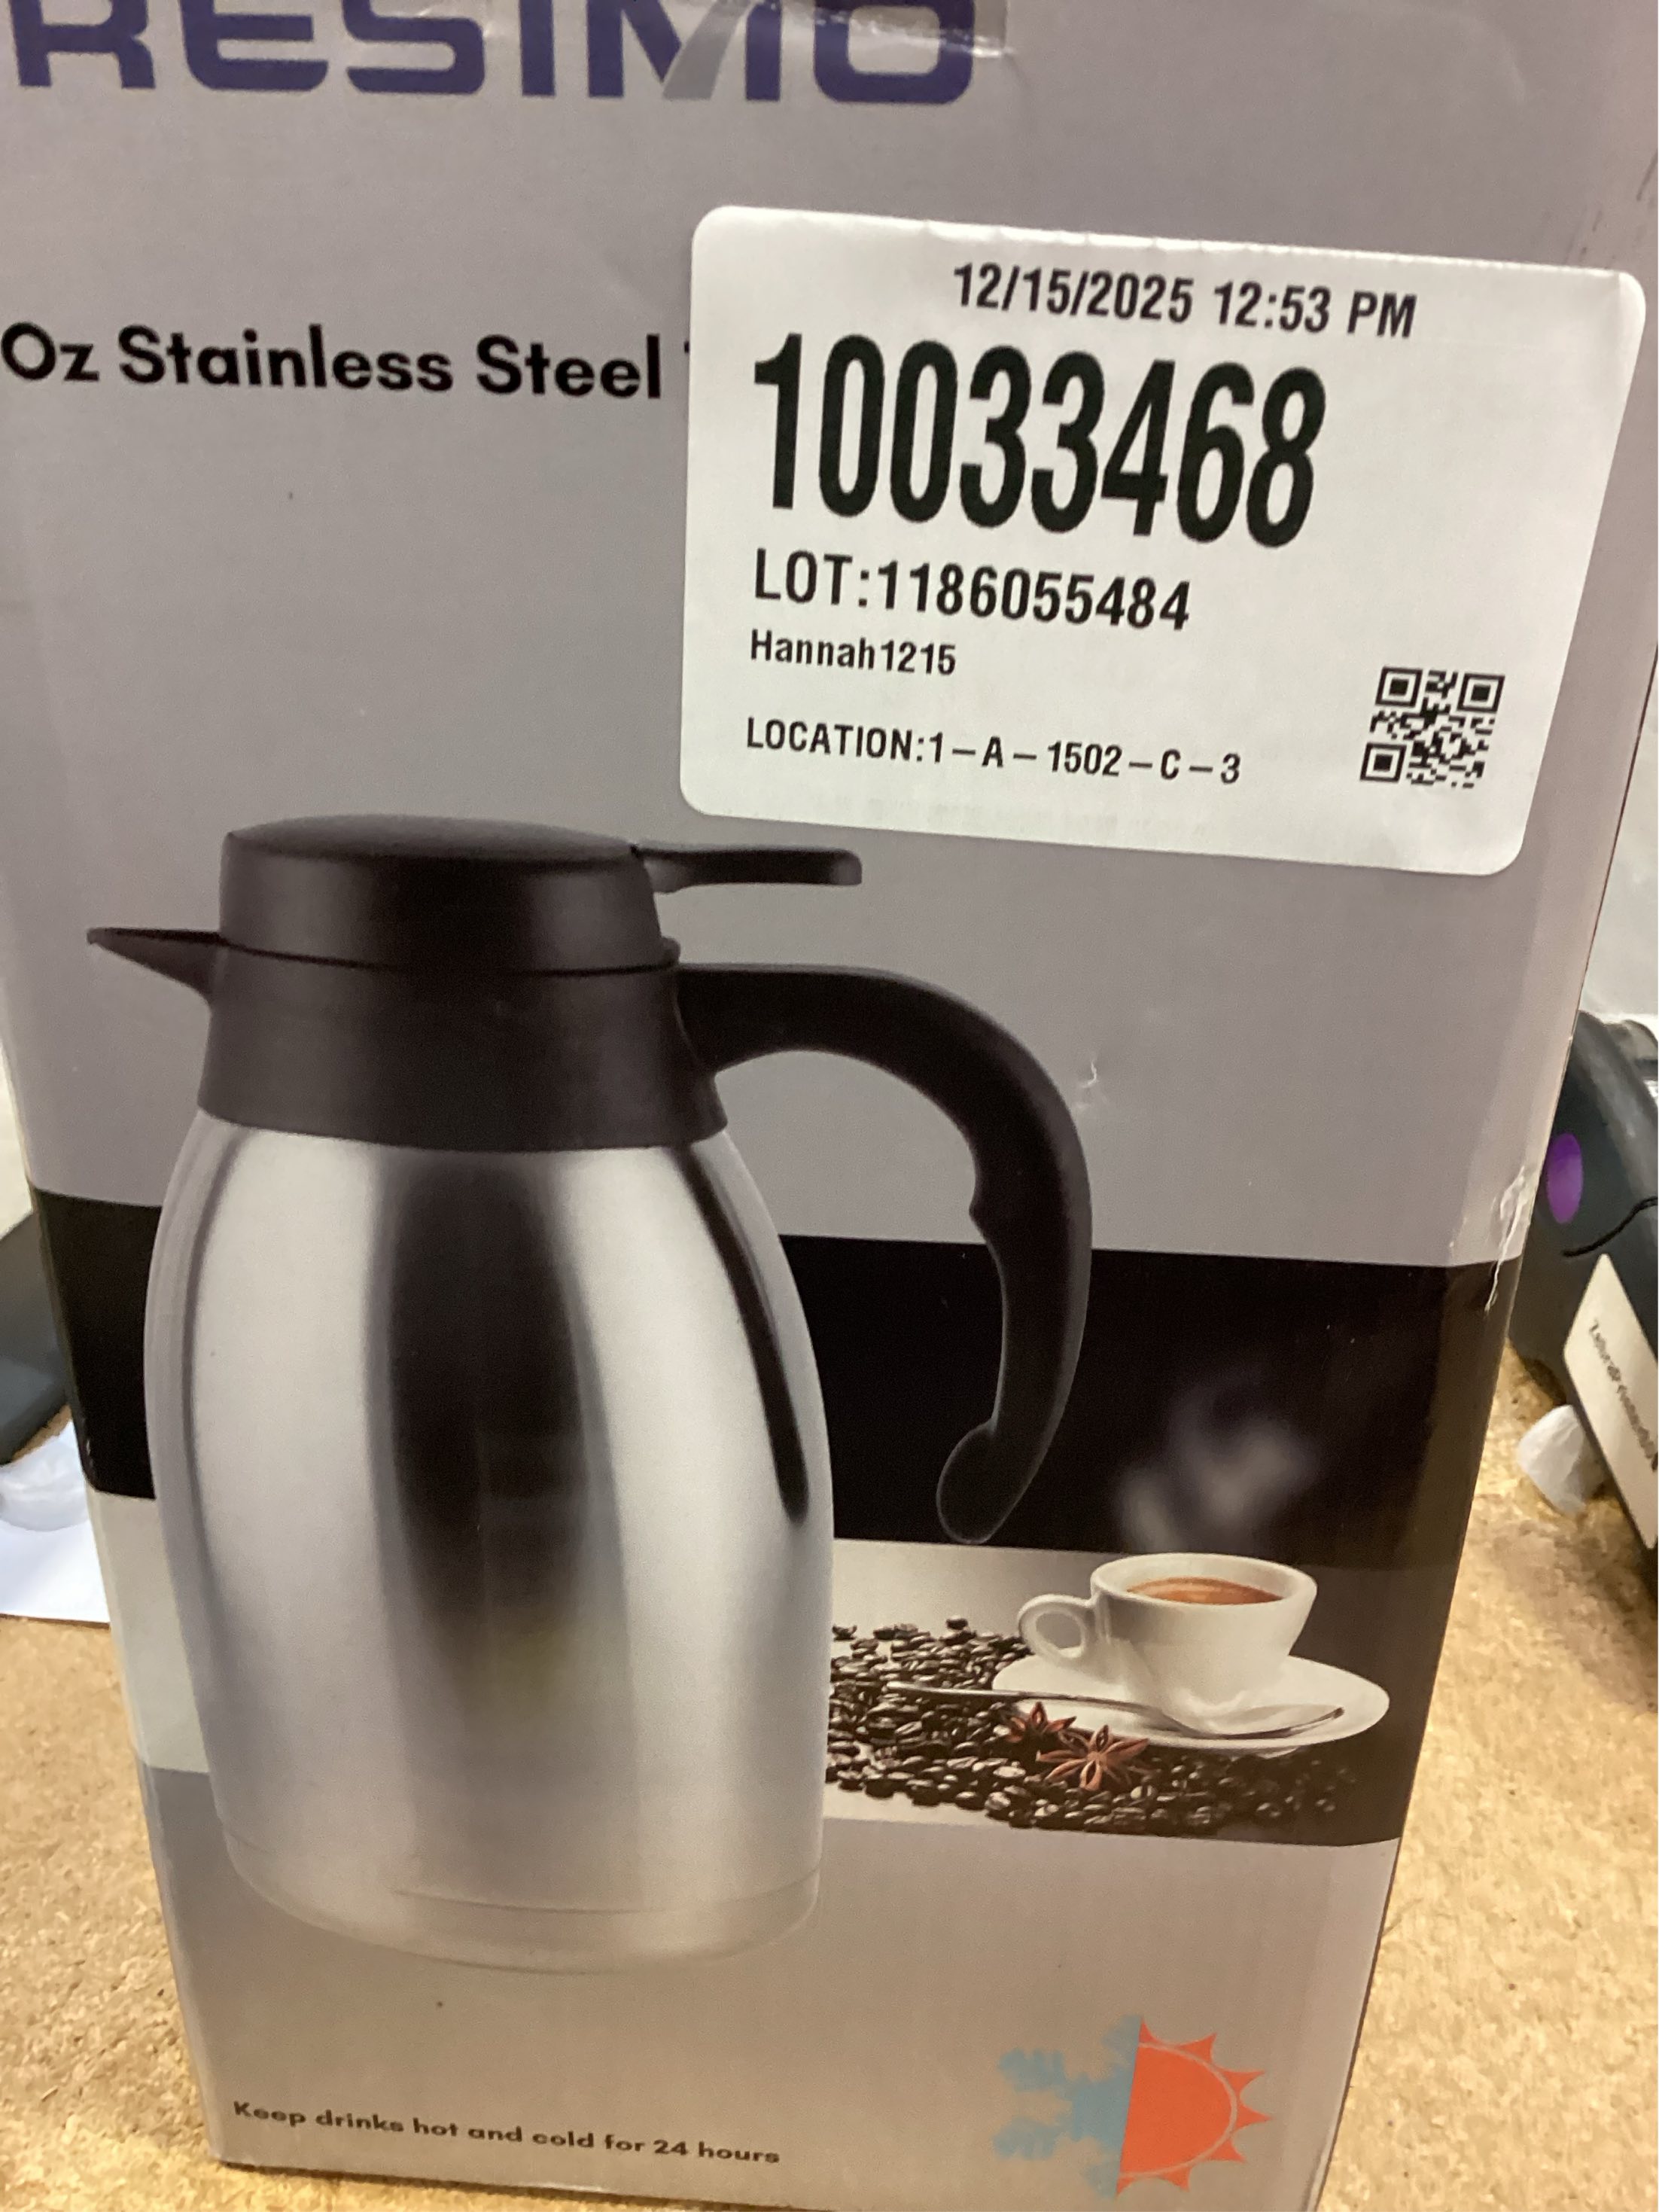 RESIMO
Oz Stainless Steel
12/15/2025 12:53 PM
10033468
LOT:1186055484
Hannah1215
LOCATION:1-A-1502-C-3
Keep drinks hot and cold for 24 hours